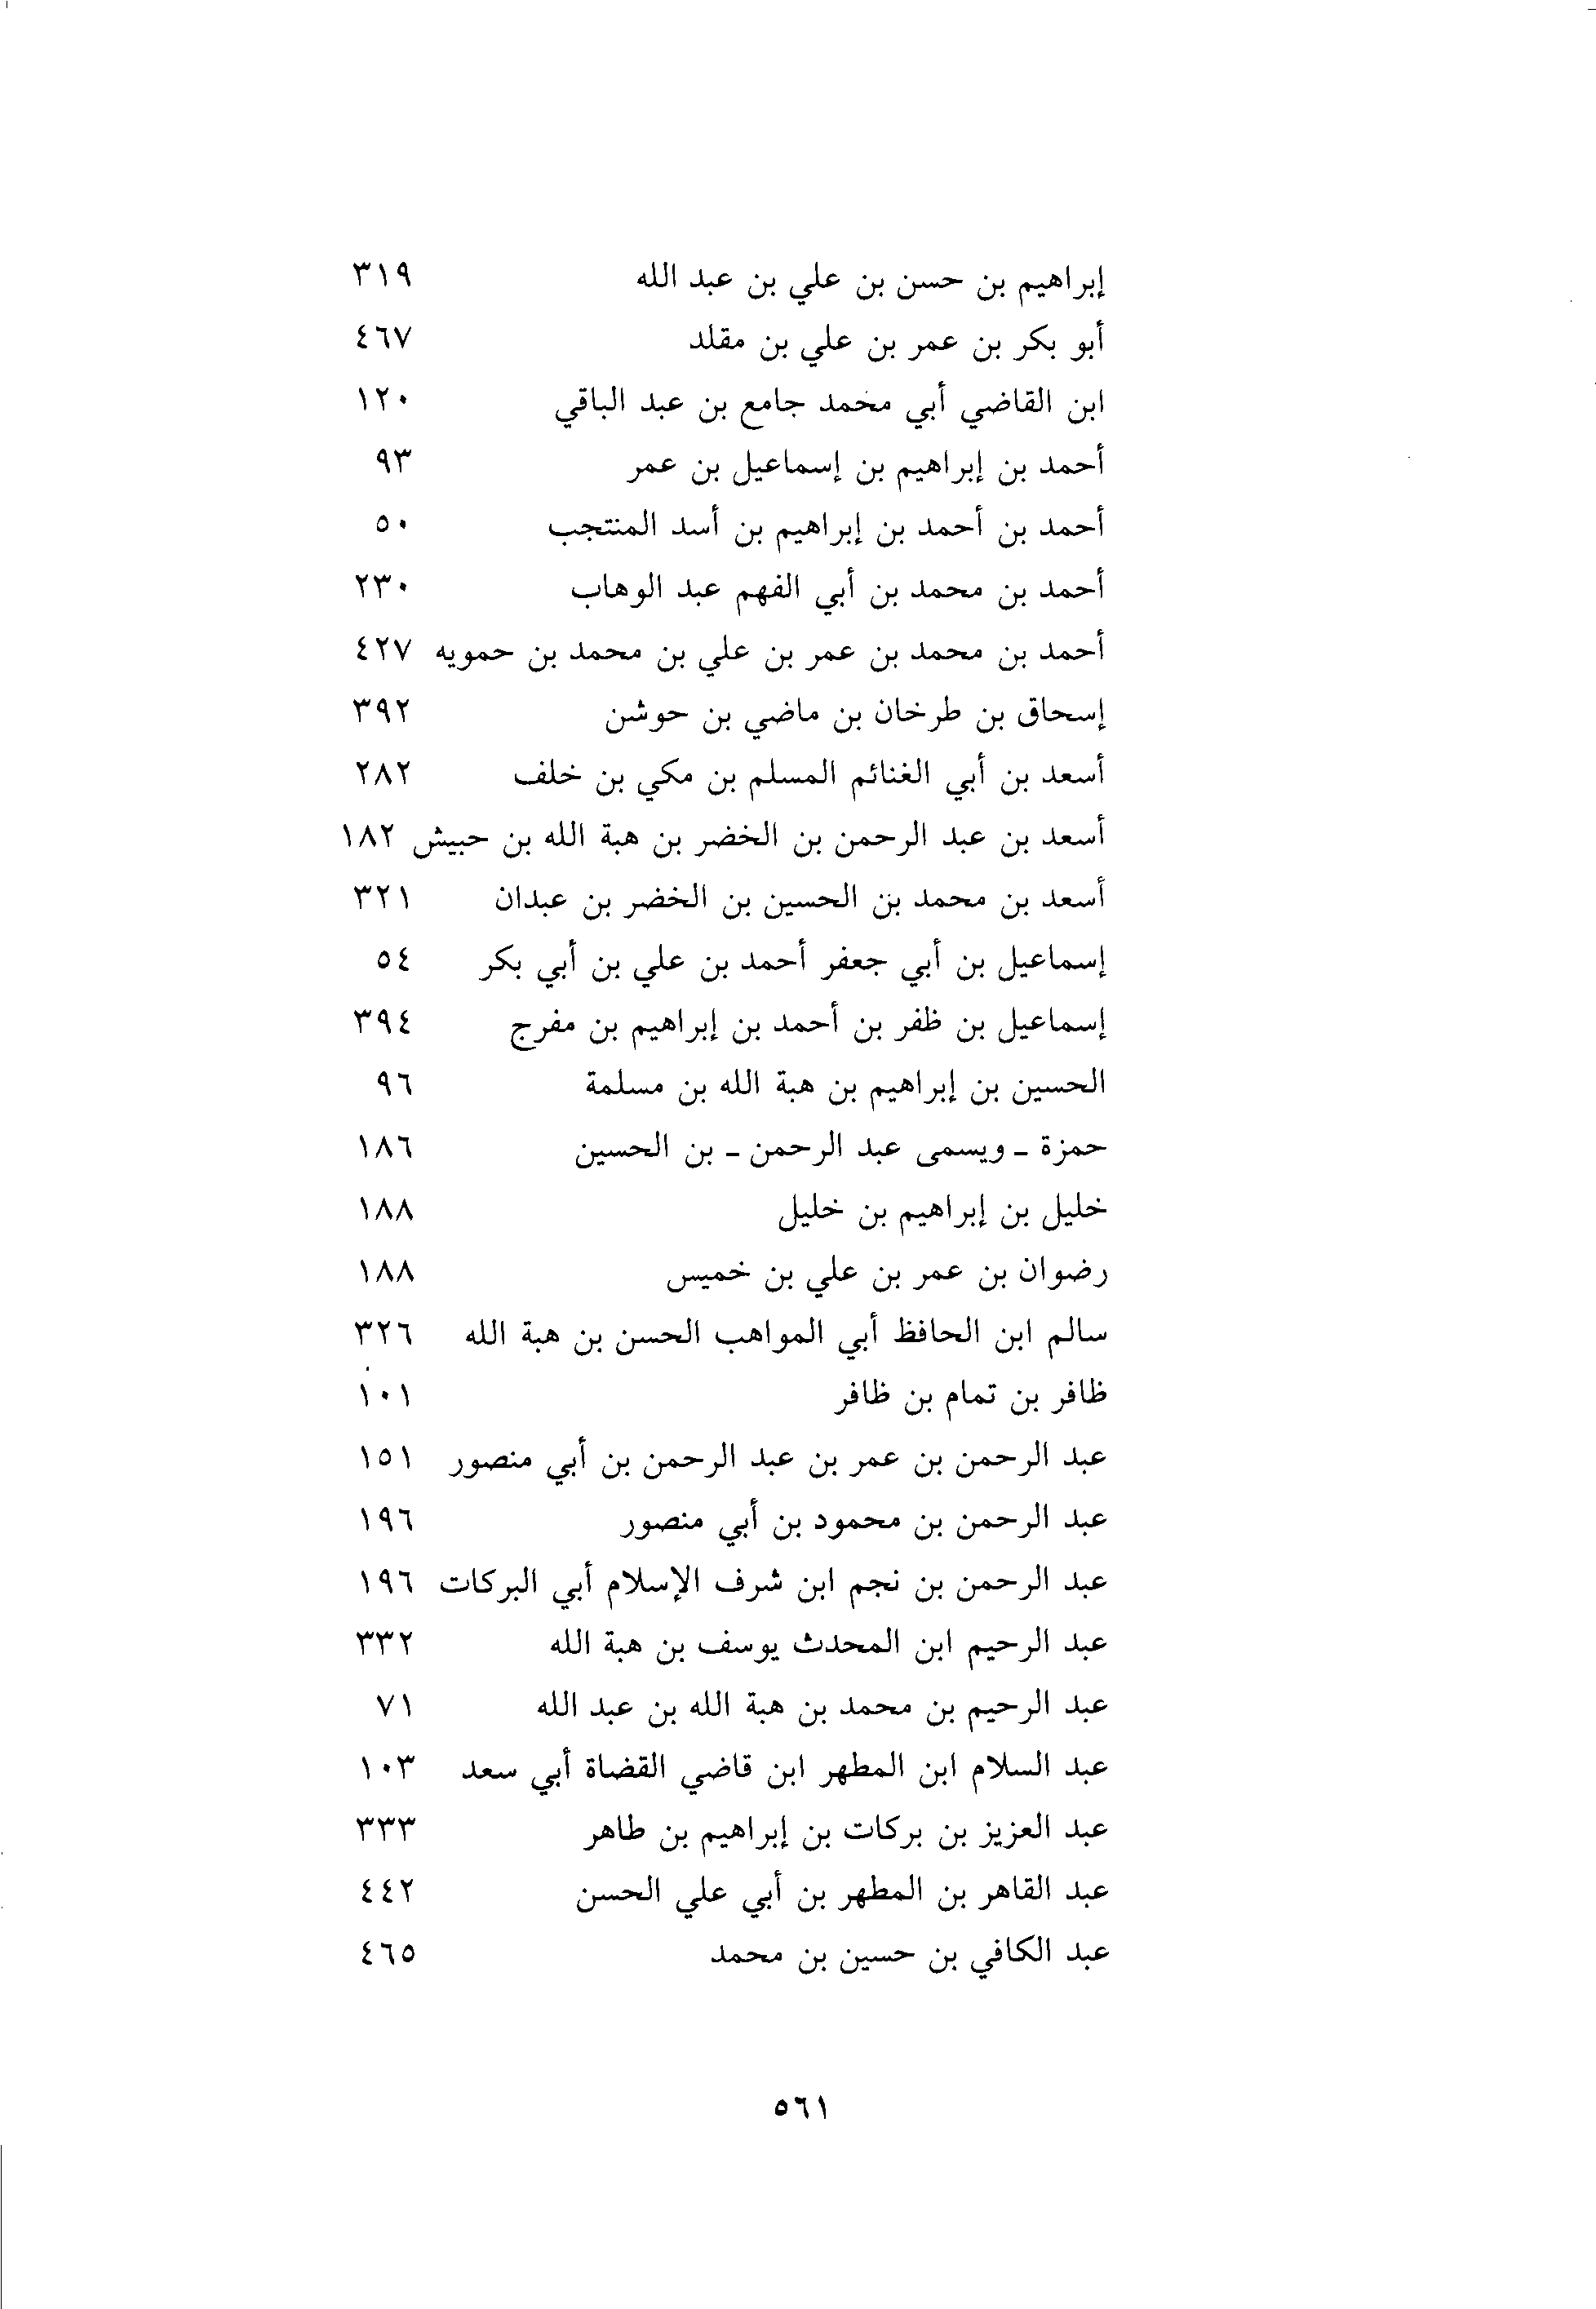 إبراهيم بن حسن بن علي بن عبد الله ٣١٩
أبو بكر بن عمر بن علي بن مقلد ٤٦٧
ابن القاضي أبي محمد جامع بن عبد الباقي ١٢٠
أحمد بن إبراهيم بن إسماعيل بن عمر ٩٣
أحمد بن أحمد بن إبراهيم بن أسد المنتجب ٥٠
أحمد بن محمد بن أبي الفهم عبد الوهاب ٢٣٠
أحمد بن محمد بن عمر بن علي بن محمد بن حمويه ٤٢٧
إسحاق بن طرخان بن ماضي بن حوشن ٣٩٢
أسعد بن أبي الغنائم المسلم بن مكي بن خلف ٢٨٢
أسعد بن عبد الرحمن بن الخضر بن هبة الله بن حبيش ١٨٢
أسعد بن محمد بن الحسين بن الخضر بن عبدان ٣٢١
إسماعيل بن أبي جعفر أحمد بن علي بن أبي بكر ٥٤
إسماعيل بن ظفر بن أحمد بن إبراهيم بن مفرج ٣٩٤
الحسين بن إبراهيم بن هبة الله بن مسلمة ٩٦
حمزة - ويسمى عبد الرحمن - بن الحسين ١٨٦
خليل بن إبراهيم بن خليل ١٨٨
رضوان بن عمر بن علي بن خميس ١٨٨
سالم ابن الحافظ أبي المواهب الحسن بن هبة الله ٣٢٦
ظافر بن تمام بن ظافر ١٠١
عبد الرحمن بن عمر بن عبد الرحمن بن أبي منصور ١٥١
عبد الرحمن بن محمود بن أبي منصور ١٩٦
عبد الرحمن بن نجم ابن شرف الإسلام أبي البركات ١٩٦
عبد الرحيم ابن المحدث يوسف بن هبة الله ٣٣٢
عبد الرحيم بن محمد بن هبة الله بن عبد الله ٧١
عبد السلام ابن المطهر ابن قاضي القضاة أبي سعد ١٠٣
عبد العزيز بن بركات بن إبراهيم بن طاهر ٣٣٣
عبد القاهر بن المطهر بن أبي علي الحسن ٤٤٢
عبد الكافي بن حسين بن محمد ٤٦٥
٥٦١